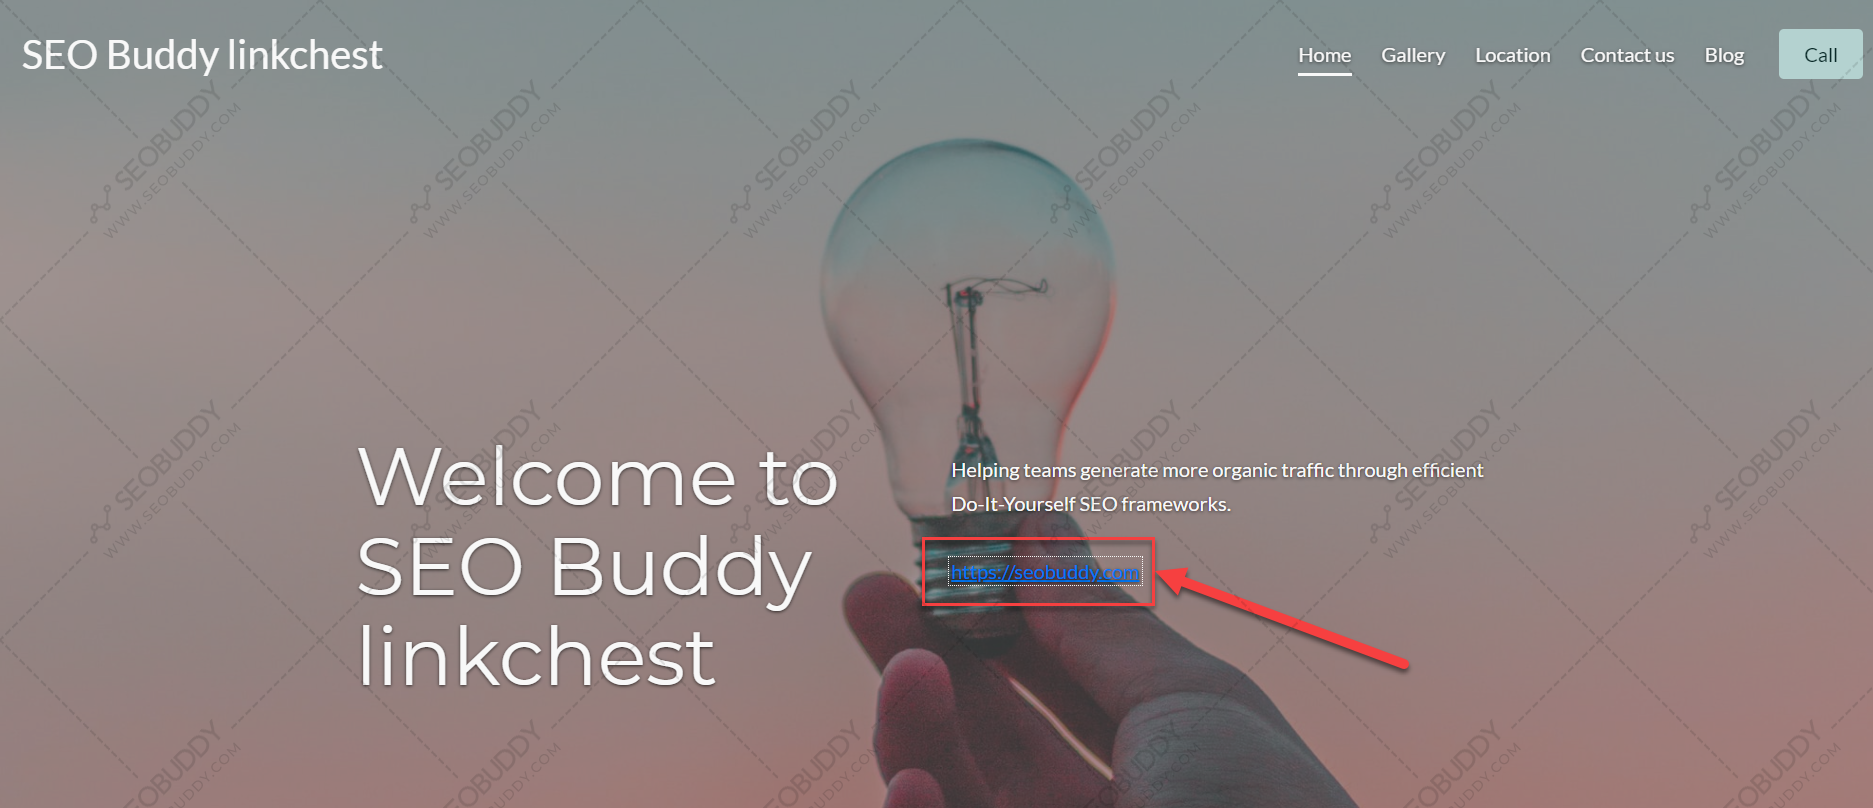 SEO Buddy linkchest
Home Gallery Location Contact us Blog Call
Welcome to
SEO Buddy
linkchest
Helping teams generate more organic traffic through efficient
Do-It-Yourself SEO frameworks.
https://seobuddy.com
SEOBUDDY
WWW.SEOBUDDY.COM